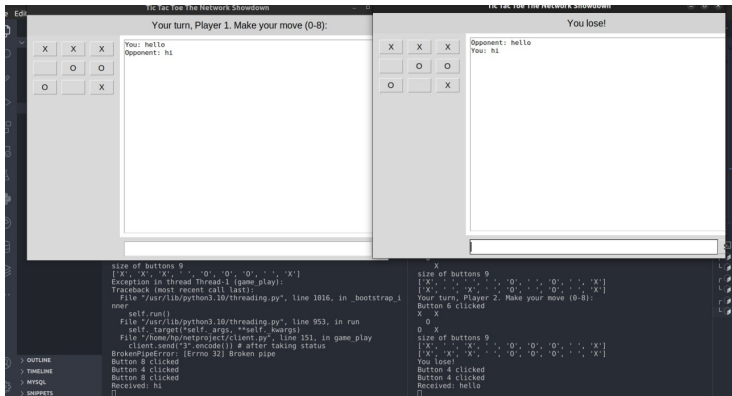 e Edit
Tic Tac Toe The Network Showdown
Your turn, Player 1. Make your move (0-8):
X X X
O O
O X
You: hello
Opponent: hi
Tic Tac Toe The Network Showdown
You lose!
X X X
O O
O X
Opponent: hello
You: hi
size of buttons 9
['X', 'X', 'X', ' ', 'O', 'O', 'O', ' ', 'X']
Exception in thread Thread-1 (game_play):
Traceback (most recent call last):
File "/usr/lib/python3.10/threading.py", line 1016, in _bootstrap_i
nner
self.run()
File "/usr/lib/python3.10/threading.py", line 953, in run
self._target(*self._args, **self._kwargs)
File "/home/hp/netproject/client.py", line 151, in game_play
client.send("3".encode()) # after taking status
BrokenPipeError: [Errno 32] Broken pipe
Button 8 clicked
Button 4 clicked
Button 8 clicked
Received: hi
X
size of buttons 9
['X', ' ', ' ', ' ', 'O', ' ', 'O', ' ', 'X']
['X', ' ', 'X', ' ', 'O', ' ', 'O', ' ', 'X']
Your turn, Player 2. Make your move (0-8):
Button 6 clicked
X X
O
O X
size of buttons 9
['X', ' ', 'X', ' ', 'O', 'O', 'O', ' ', 'X']
['X', 'X', 'X', ' ', 'O', 'O', 'O', ' ', 'X']
You lose!
Button 4 clicked
Button 4 clicked
Received: hello
> OUTLINE
> TIMELINE
> MYSQL
> SNIPPETS